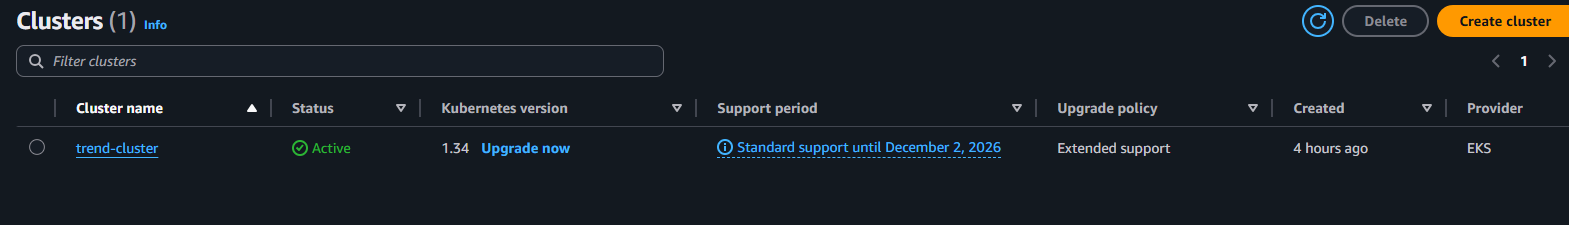 Clusters (1) Info
Delete
Create cluster
Filter clusters
1
Cluster name Status Kubernetes version Support period Upgrade policy Created Provider
trend-cluster Active 1.34 Upgrade now Standard support until December 2, 2026 Extended support 4 hours ago EKS